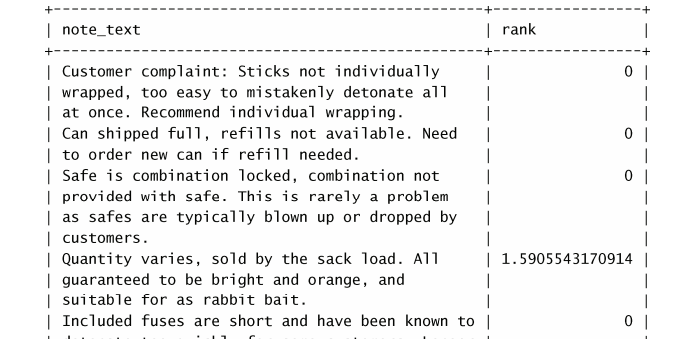 +-----------------------------------------------+-----------------+
| note_text | rank |
+-----------------------------------------------+-----------------+
| Customer complaint: Sticks not individually | 0 |
| wrapped, too easy to mistakenly detonate all | |
| at once. Recommend individual wrapping. | |
| Can shipped full, refills not available. Need | 0 |
| to order new can if refill needed. | |
| Safe is combination locked, combination not | 0 |
| provided with safe. This is rarely a problem | |
| as safes are typically blown up or dropped by | |
| customers. | |
| Quantity varies, sold by the sack load. All | 1.5905543170914 |
| guaranteed to be bright and orange, and | |
| suitable for as rabbit bait. | |
| Included fuses are short and have been known to | 0 |